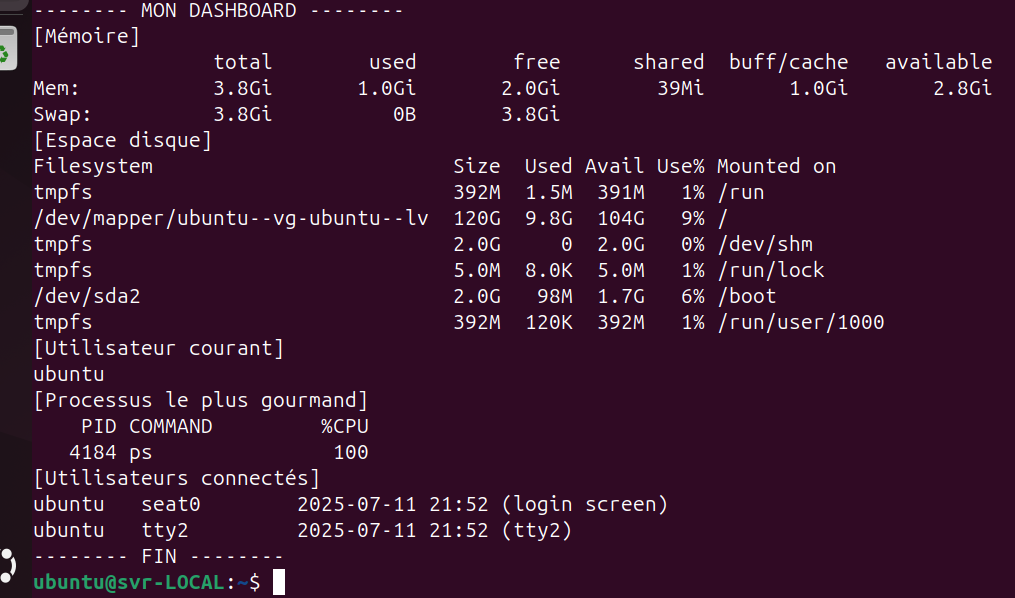 -------- MON DASHBOARD --------
[Mémoire]
               total        used        free      shared  buff/cache   available
Mem:           3.8Gi       1.0Gi       2.0Gi        39Mi       1.0Gi       2.8Gi
Swap:          3.8Gi          0B       3.8Gi
[Espace disque]
Filesystem                         Size  Used Avail Use% Mounted on
tmpfs                              392M  1.5M  391M   1% /run
/dev/mapper/ubuntu--vg-ubuntu--lv  120G  9.8G  104G   9% /
tmpfs                              2.0G     0  2.0G   0% /dev/shm
tmpfs                              5.0M  8.0K  5.0M   1% /run/lock
/dev/sda2                          2.0G   98M  1.7G   6% /boot
tmpfs                              392M  120K  392M   1% /run/user/1000
[Utilisateur courant]
ubuntu
[Processus le plus gourmand]
    PID COMMAND         %CPU
   4184 ps               100
[Utilisateurs connectés]
ubuntu   seat0        2025-07-11 21:52 (login screen)
ubuntu   tty2         2025-07-11 21:52 (tty2)
-------- FIN --------
ubuntu@svr-LOCAL:~$